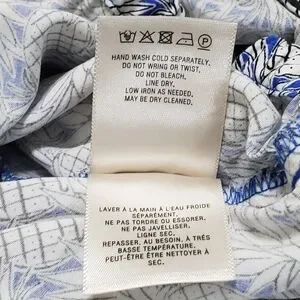 HAND WASH COLD SEPARATELY.
DO NOT WRING OR TWIST.
DO NOT BLEACH.
LINE DRY.
LOW IRON AS NEEDED.
MAY BE DRY CLEANED.
LAVER À LA MAIN À L'EAU FROIDE
SÉPARÉMENT.
NE PAS TORDRE OU ESSORER.
NE PAS JAVELLISER.
LIGNE SEC.
REPASSER, AU BESOIN, À TRÈS
BASSE TEMPÉRATURE.
PEUT-ÊTRE ÊTRE NETTOYÉ À
SEC.